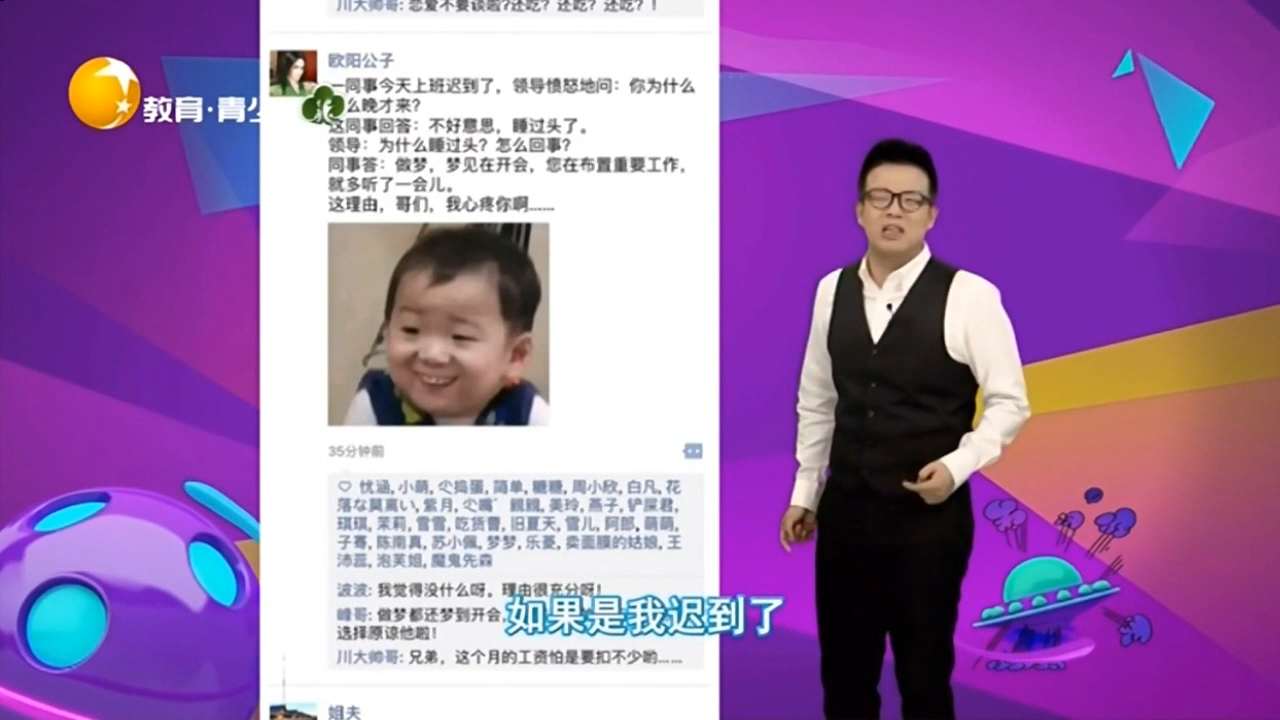 川大帅哥: 恋爱不要谈啦?还吃? 还吃? 还吃? !
教育·青少
欧阳公子
一同事今天上班迟到了，领导愤怒地问：你为什么
么晚才来?
这同事回答：不好意思，睡过头了。
领导：为什么睡过头? 怎么回事?
同事答：做梦，梦见在开会，您在布置重要工作，
就多听了一会儿。
这理由，哥们，我心疼你啊……
35分钟前
忧涵, 小萌, 尐捣蛋, 简单, 糖糖, 周小欣, 白凡, 花
落な莫离い, 紫月, 尐嘴゛親親, 美玲, 燕子, 铲屎君,
琪琪, 茉莉, 雪雪, 吃货曹, 旧夏天, 雪儿, 阿郎, 萌萌,
子骞, 陈南真, 苏小佩, 梦梦, 乐菱, 卖面膜的姑娘, 王
沛蕊, 泡芙姐, 魔鬼先森
波波: 我觉得没什么呀，理由很充分呀!
峰哥: 做梦都还梦到开会,
选择原谅他啦!
如果是我迟到了
川大帅哥: 兄弟，这个月的工资怕是要扣不少哟……
姐夫